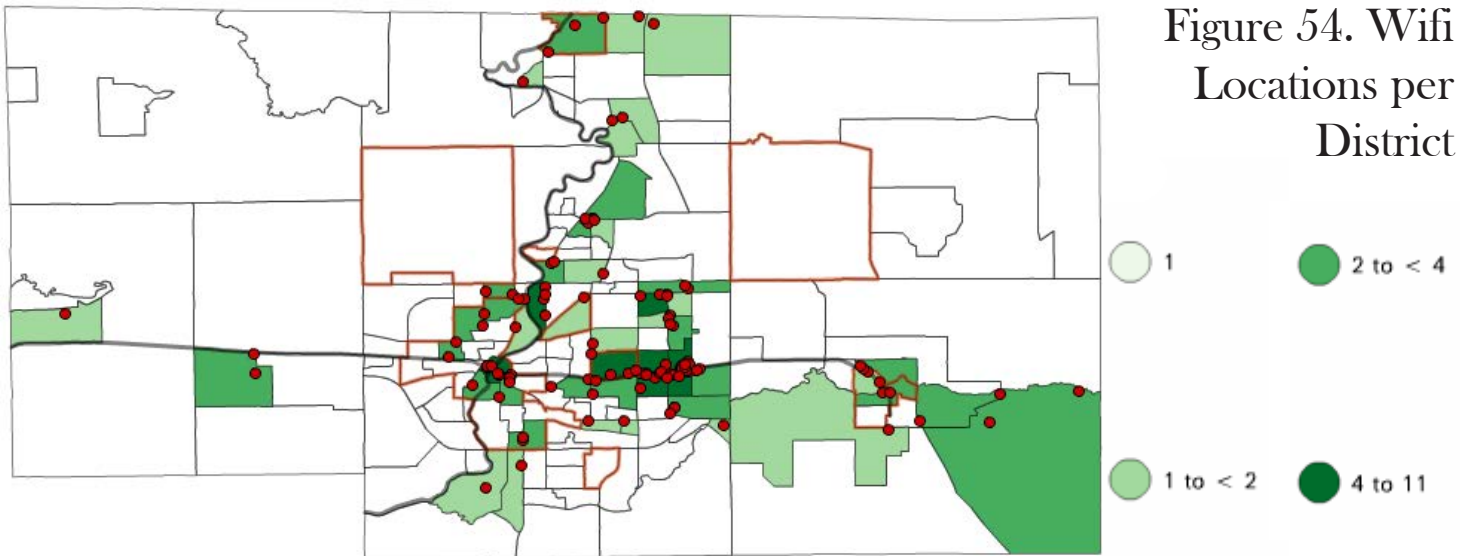 Figure 54. Wifi
Locations per
District
1
2 to < 4
1 to < 2
4 to 11